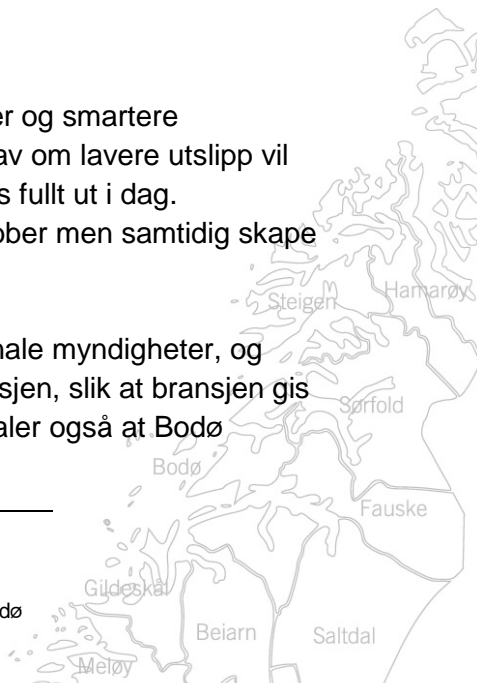 er og smartere
av om lavere utslipp vil
s fullt ut i dag.
ober men samtidig skape
Steigen
Hamarøy
nale myndigheter, og
sjen, slik at bransjen gis
Sørfold
aler også at Bodø
Bodø
Fauske
Gildeskål
dø
Beiarn
Saltdal
Meløy